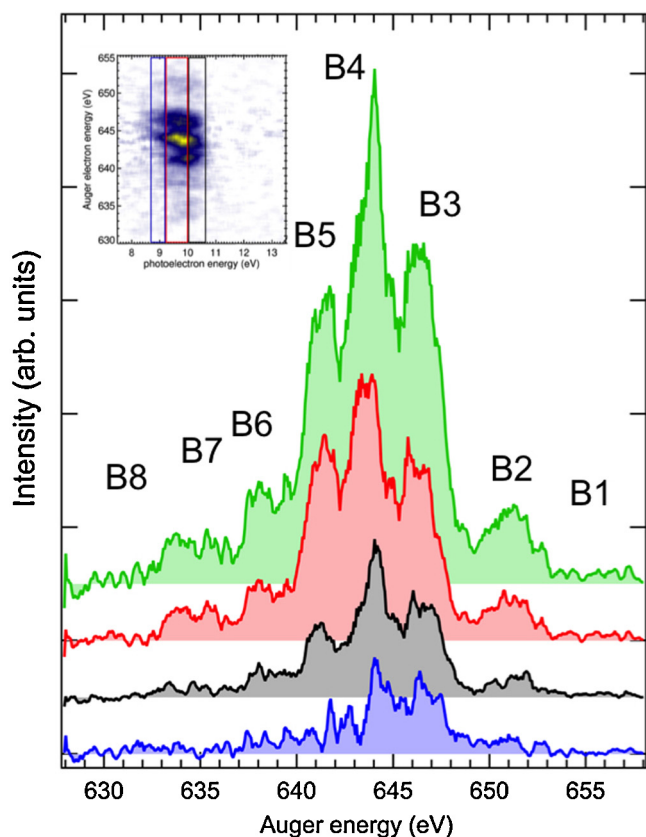 655
650
645
640
635
630
Auger electron energy (eV)
8 9 10 11 12 13
photoelectron energy (eV)
B4
B3
B5
B6
B7
B8
B2
B1
Intensity (arb. units)
630 635 640 645 650 655
Auger energy (eV)